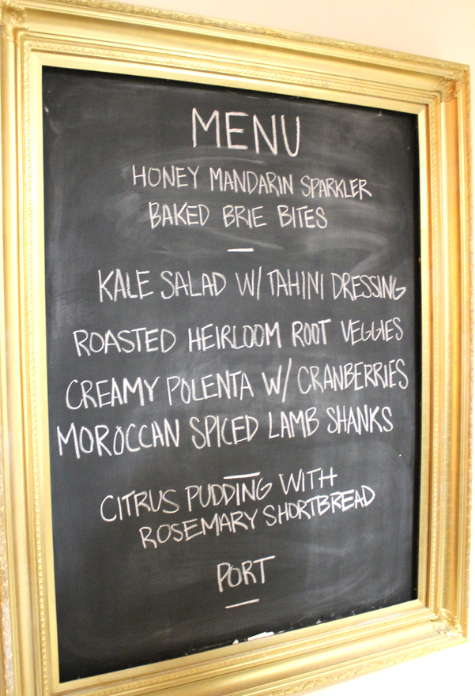 MENU
HONEY MANDARIN SPARKLER
BAKED BRIE BITES
KALE SALAD W/ TAHINI DRESSING
ROASTED HEIRLOOM ROOT VEGGIES
CREAMY POLENTA W/ CRANBERRIES
MOROCCAN SPICED LAMB SHANKS
CITRUS PUDDING WITH
ROSEMARY SHORTBREAD
PORT